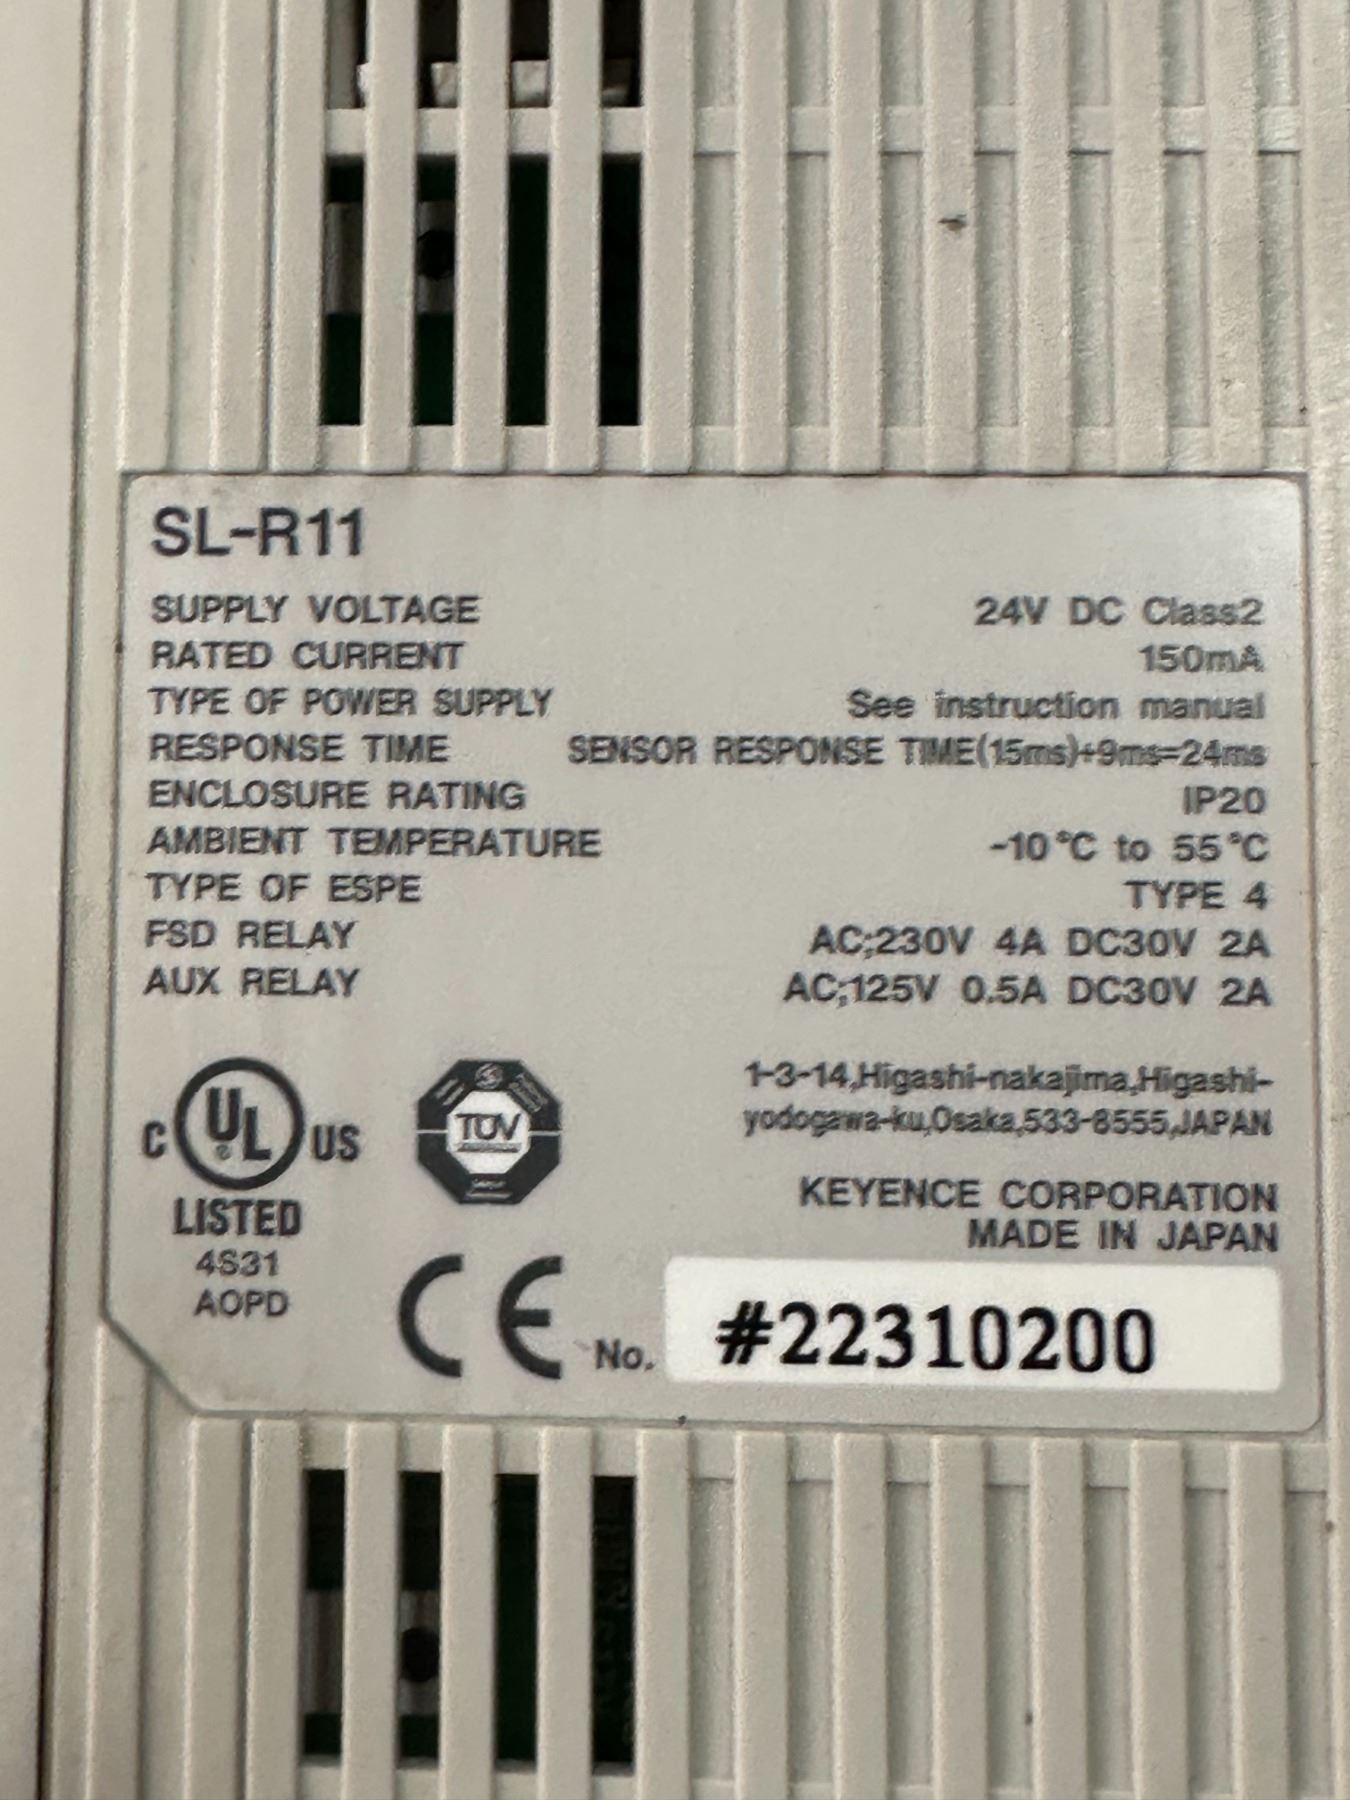 SL-R11
SUPPLY VOLTAGE 24V DC Class2
RATED CURRENT 150mA
TYPE OF POWER SUPPLY See instruction manual
RESPONSE TIME SENSOR RESPONSE TIME(15ms)+9ms=24ms
ENCLOSURE RATING IP20
AMBIENT TEMPERATURE -10°C to 55°C
TYPE OF ESPE TYPE 4
FSD RELAY AC;230V 4A DC30V 2A
AUX RELAY AC;125V 0.5A DC30V 2A
1-3-14,Higashi-nakajima,Higashi-
yodogawa-ku,Osaka,533-8555,JAPAN
C UL ® US
LISTED
4S31
AOPD
TÜV
KEYENCE CORPORATION
MADE IN JAPAN
CE No. #22310200